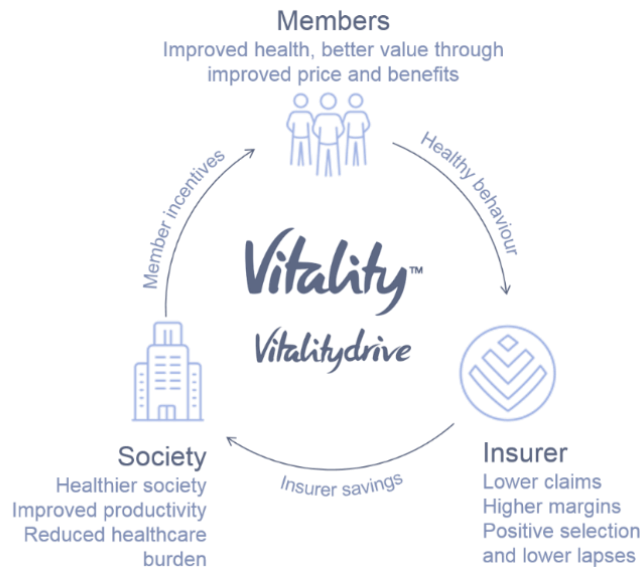 Members
Improved health, better value through
improved price and benefits
Healthy behaviour
Member incentives
Vitality™
Vitalitydrive
Insurer savings
Society
Healthier society
Improved productivity
Reduced healthcare
burden
Insurer
Lower claims
Higher margins
Positive selection
and lower lapses